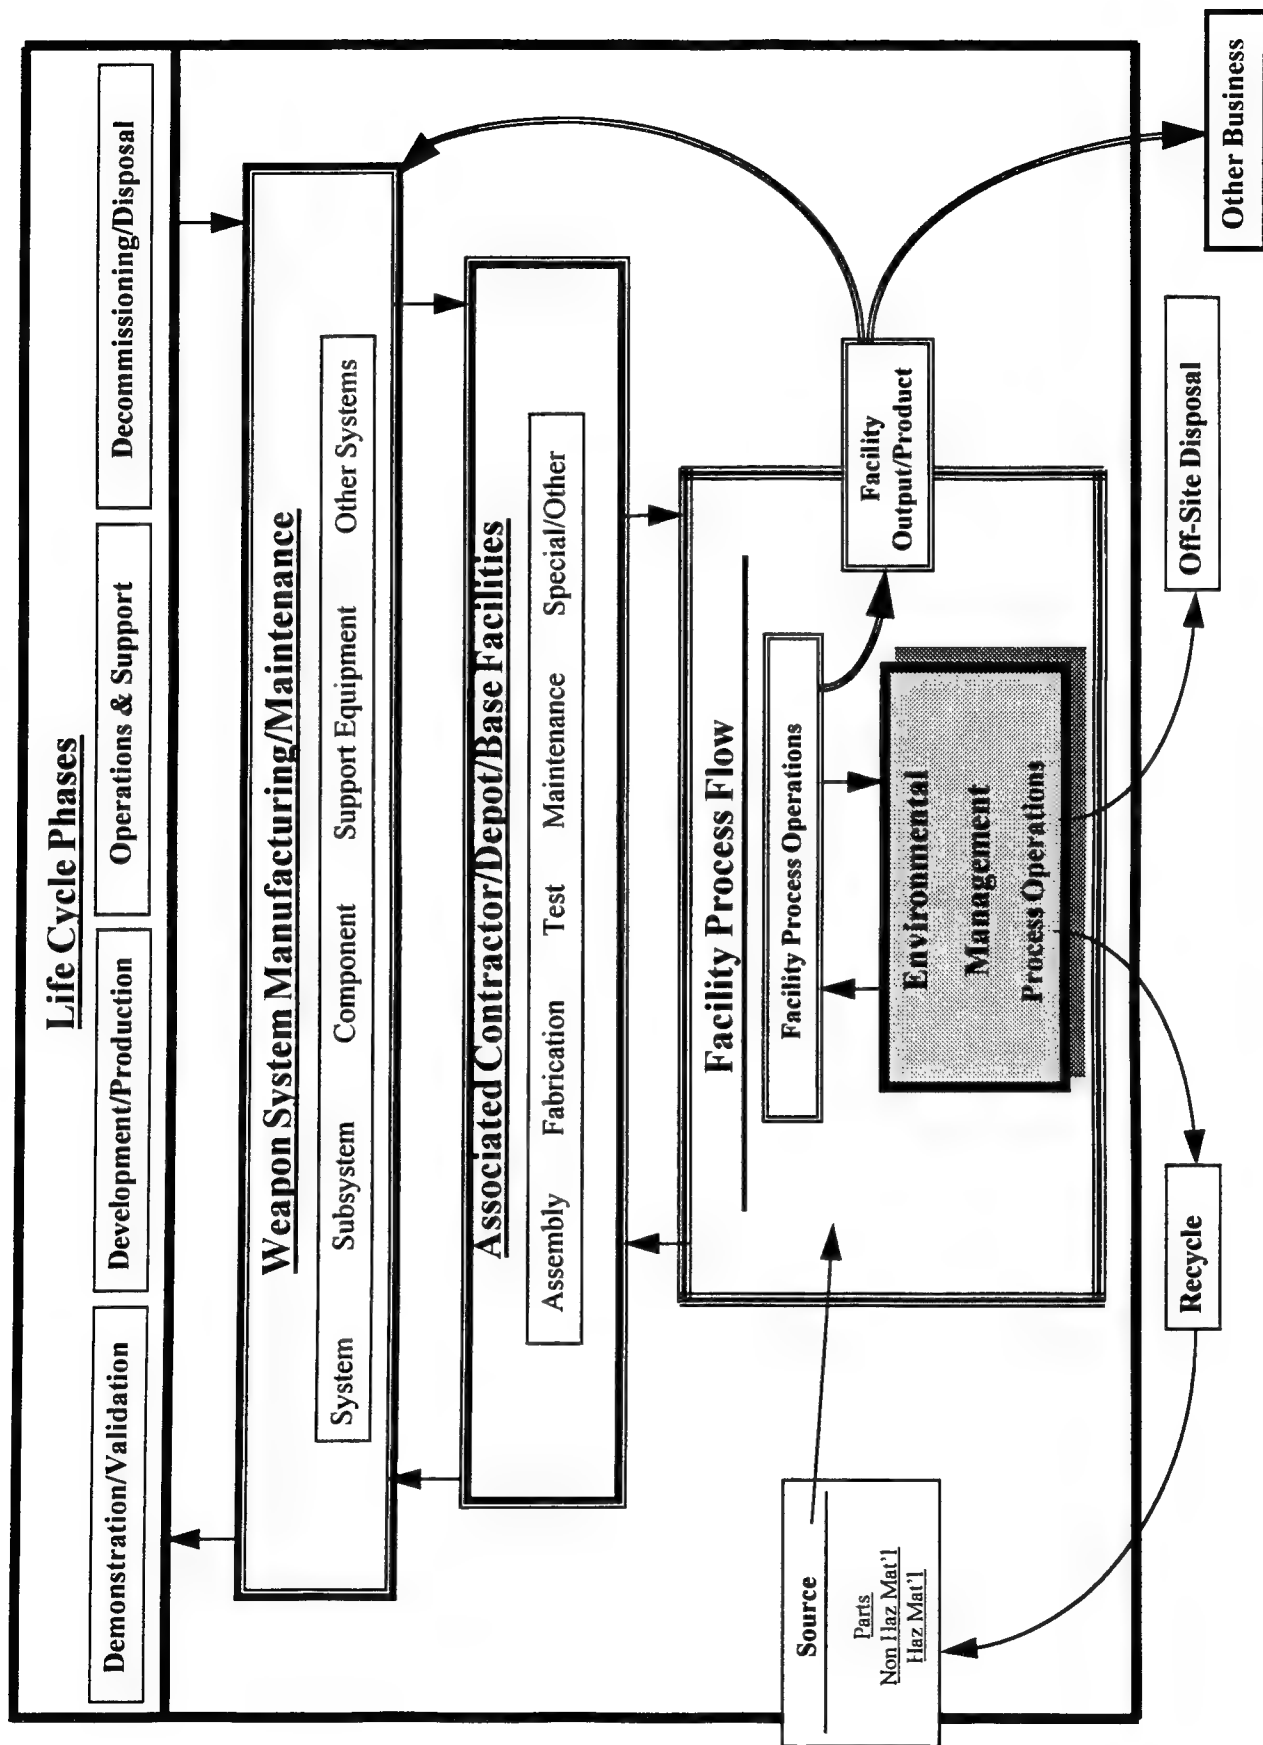 Life Cycle Phases
Demonstration/Validation
Development/Production
Operations & Support
Decommissioning/Disposal
Weapon System Manufacturing/Maintenance
System Subsystem Component Support Equipment Other Systems
Associated Contractor/Depot/Base Facilities
Assembly Fabrication Test Maintenance Special/Other
Facility Process Flow
Facility Process Operations
Environmental
Management
Process Operations
Facility
Output/Product
Source
Parts
Non Haz Mat'l
Haz Mat'l
Recycle
Off-Site Disposal
Other Business